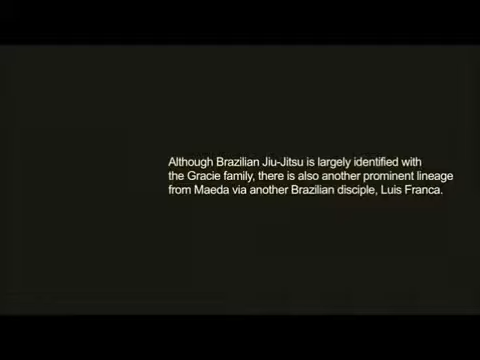 Although Brazilian Jiu-Jitsu is largely identified with
the Gracie family, there is also another prominent lineage
from Maeda via another Brazilian disciple, Luis Franca.